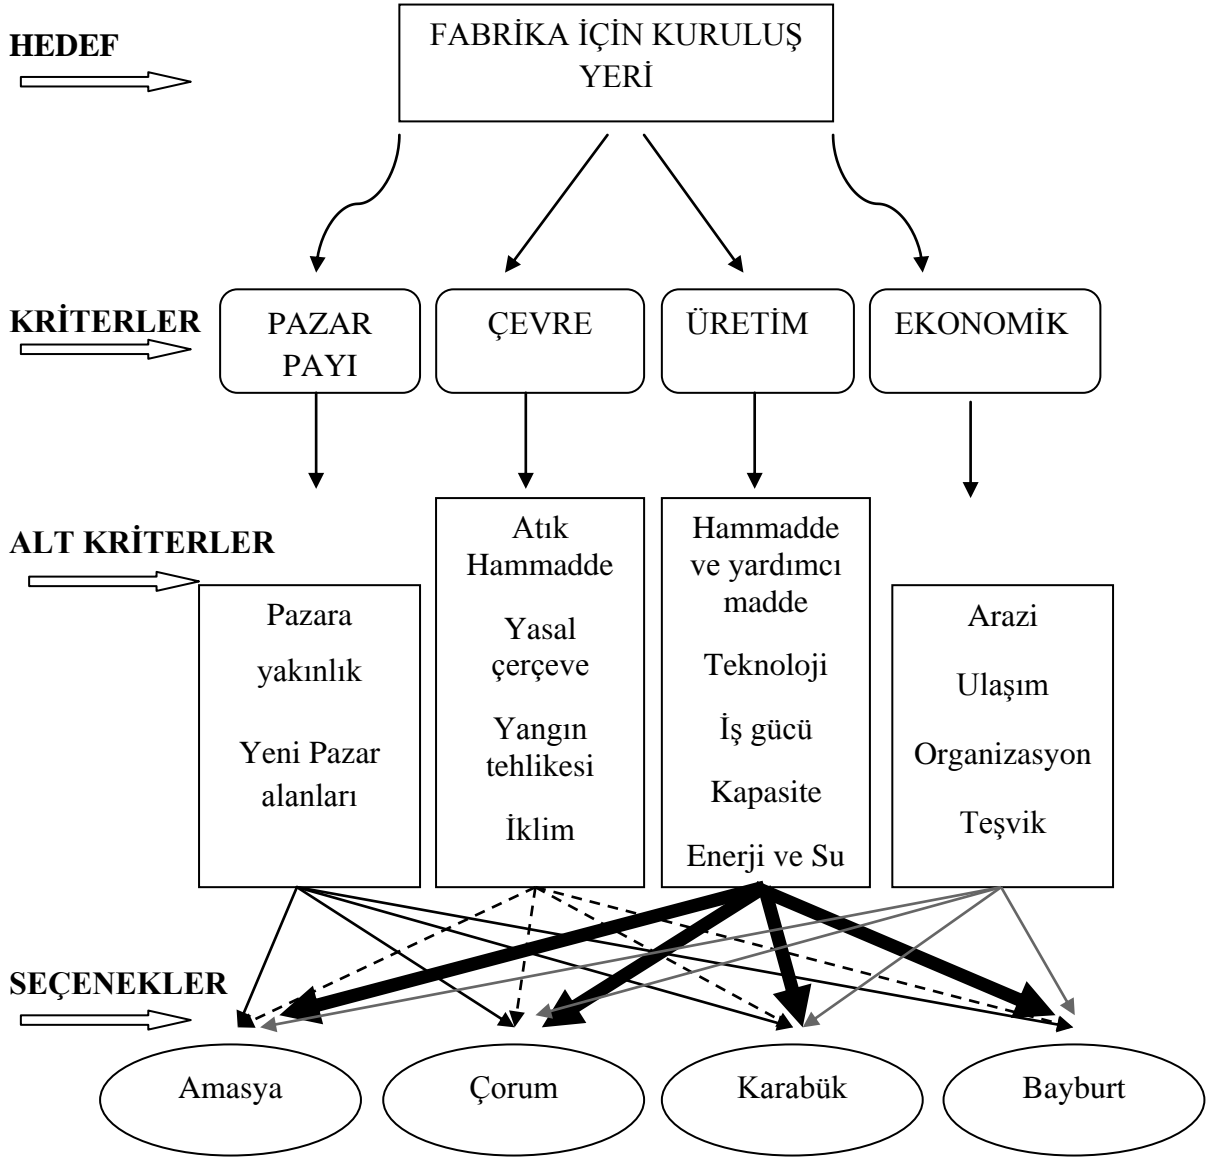 HEDEF
FABRİKA İÇİN KURULUŞ
YERİ
KRİTERLER
PAZAR
PAYI
ÇEVRE
ÜRETİM
EKONOMİK
ALT KRİTERLER
Pazara
yakınlık
Yeni Pazar
alanları
Atık
Hammadde
Yasal
çerçeve
Yangın
tehlikesi
İklim
Hammadde
ve yardımcı
madde
Teknoloji
İş gücü
Kapasite
Enerji ve Su
Arazi
Ulaşım
Organizasyon
Teşvik
SEÇENEKLER
Amasya
Çorum
Karabük
Bayburt